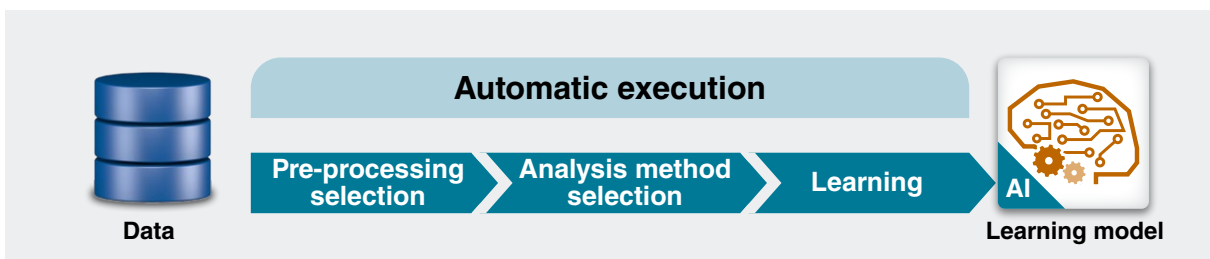 Automatic execution
Pre-processing
selection
Analysis method
selection
Learning
AI
Data
Learning model